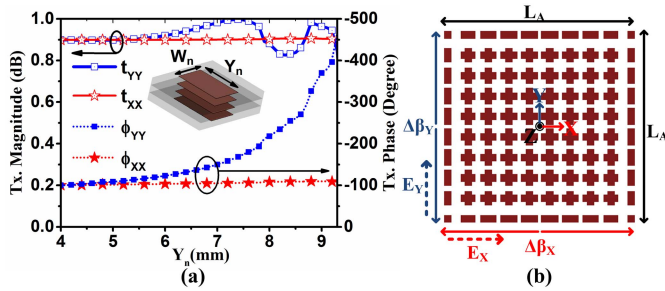 1.0
0.8
0.6
0.4
0.2
0.0
Tx. Magnitude (dB)
-500
-400
-300
-200
-100
0
Tx. Phase (Degree)
4 5 6 7 8 9
Yn(mm)
tYY
tXX
ϕYY
ϕXX
Wn
Yn
(a)
LA
LA
ΔβY
EY
Y
X
Z
EX
ΔβX
(b)